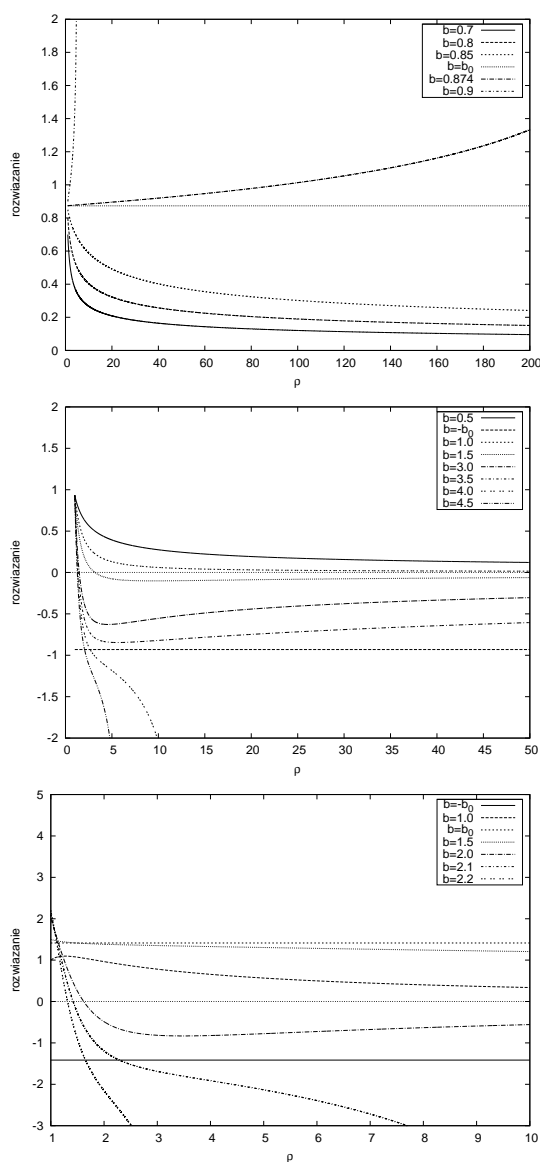 2
1.8
1.6
1.4
1.2
1
0.8
0.6
0.4
0.2
0
rozwiazanie
b=0.7
b=0.8
b=0.85
b=b0
b=0.874
b=0.9
0 20 40 60 80 100 120 140 160 180 200
ρ
2
1.5
1
0.5
0
-0.5
-1
-1.5
-2
rozwiazanie
b=0.5
b=-b0
b=1.0
b=1.5
b=3.0
b=3.5
b=4.0
b=4.5
0 5 10 15 20 25 30 35 40 45 50
ρ
5
4
3
2
1
0
-1
-2
-3
rozwiazanie
b=-b0
b=1.0
b=b0
b=1.5
b=2.0
b=2.1
b=2.2
1 2 3 4 5 6 7 8 9 10
ρ